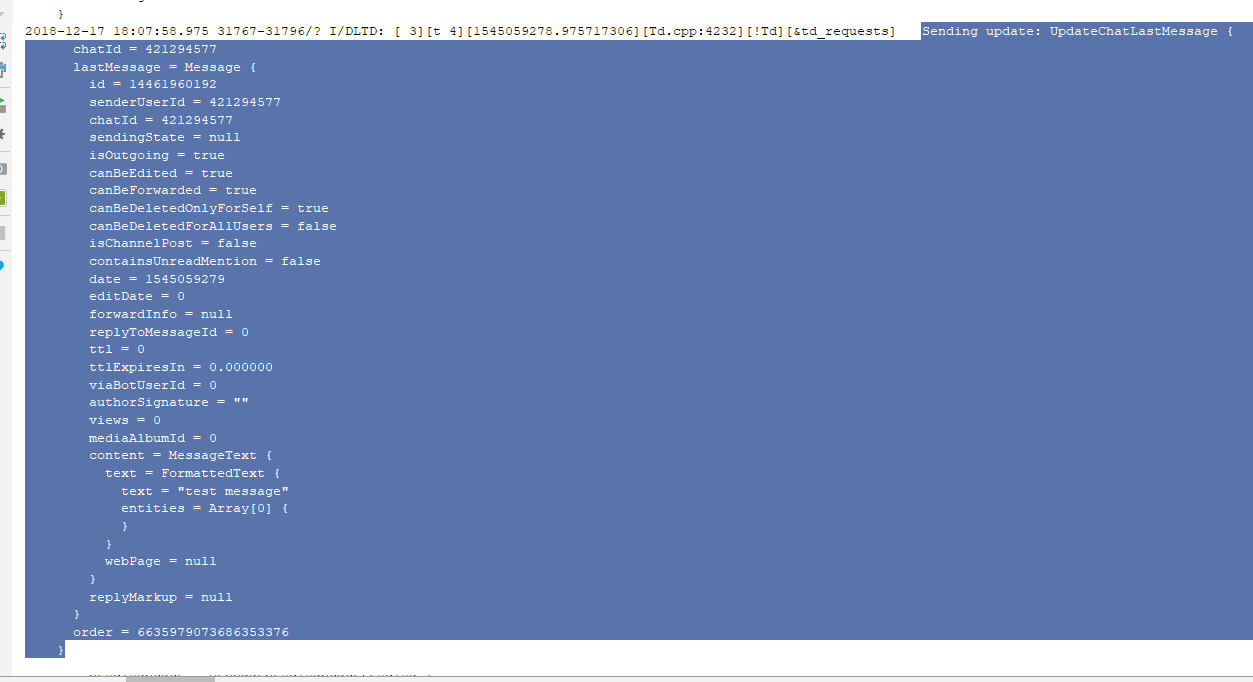 }
2018-12-17 18:07:58.975 31767-31796/? I/DLTD: [ 3][t 4][1545059278.975717306][Td.cpp:4232][!Td][&td_requests]   Sending update: UpdateChatLastMessage {
chatId = 421294577
lastMessage = Message {
id = 14461960192
senderUserId = 421294577
chatId = 421294577
sendingState = null
isOutgoing = true
canBeEdited = true
canBeForwarded = true
canBeDeletedOnlyForSelf = true
canBeDeletedForAllUsers = false
isChannelPost = false
containsUnreadMention = false
date = 1545059279
editDate = 0
forwardInfo = null
replyToMessageId = 0
ttl = 0
ttlExpiresIn = 0.000000
viaBotUserId = 0
authorSignature = ""
views = 0
mediaAlbumId = 0
content = MessageText {
text = FormattedText {
text = "test message"
entities = Array[0] {
}
}
webPage = null
}
replyMarkup = null
}
order = 6635979073686353376
}